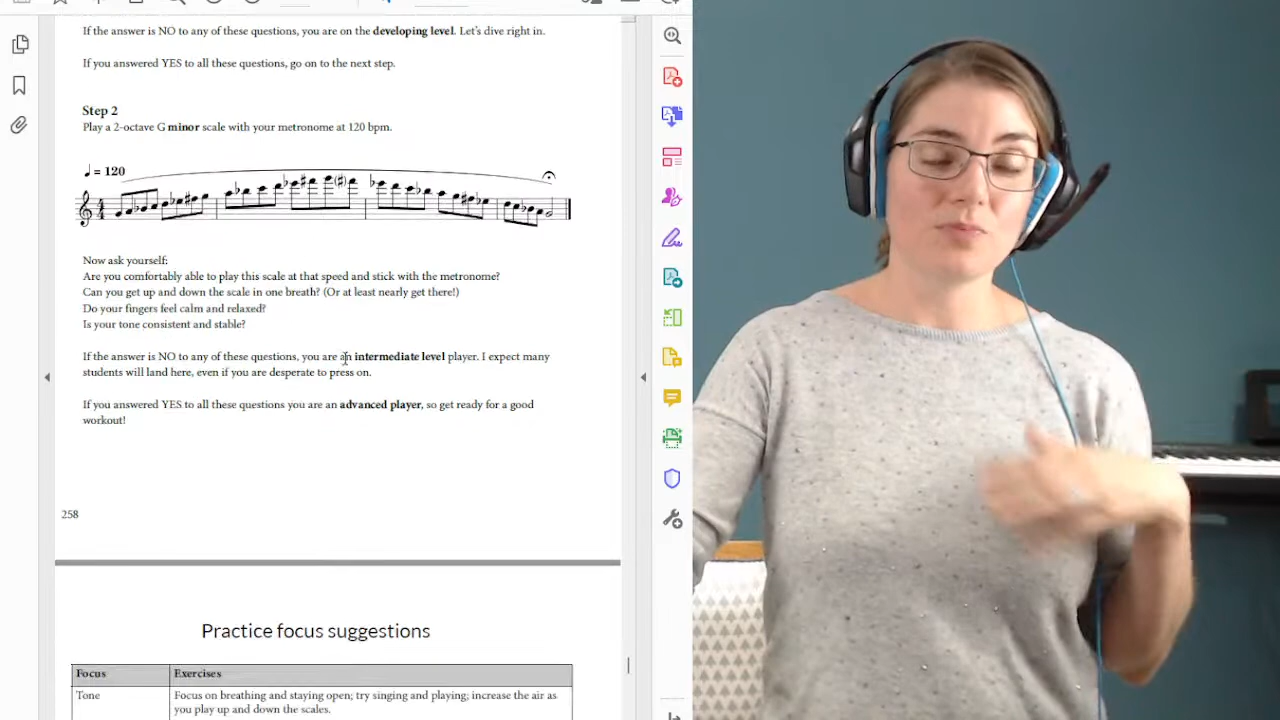 If the answer is NO to any of these questions, you are on the developing level. Let's dive right in.
If you answered YES to all these questions, go on to the next step.
Step 2
Play a 2-octave G minor scale with your metronome at 120 bpm.
= 120
Now ask yourself:
Are you comfortably able to play this scale at that speed and stick with the metronome?
Can you get up and down the scale in one breath? (Or at least nearly get there!)
Do your fingers feel calm and relaxed?
Is your tone consistent and stable?
If the answer is NO to any of these questions, you are an intermediate level player. I expect many
students will land here, even if you are desperate to press on.
If you answered YES to all these questions you are an advanced player, so get ready for a good
workout!
258
Practice focus suggestions
Focus Exercises
Tone Focus on breathing and staying open; try singing and playing; increase the air as
you play up and down the scales.